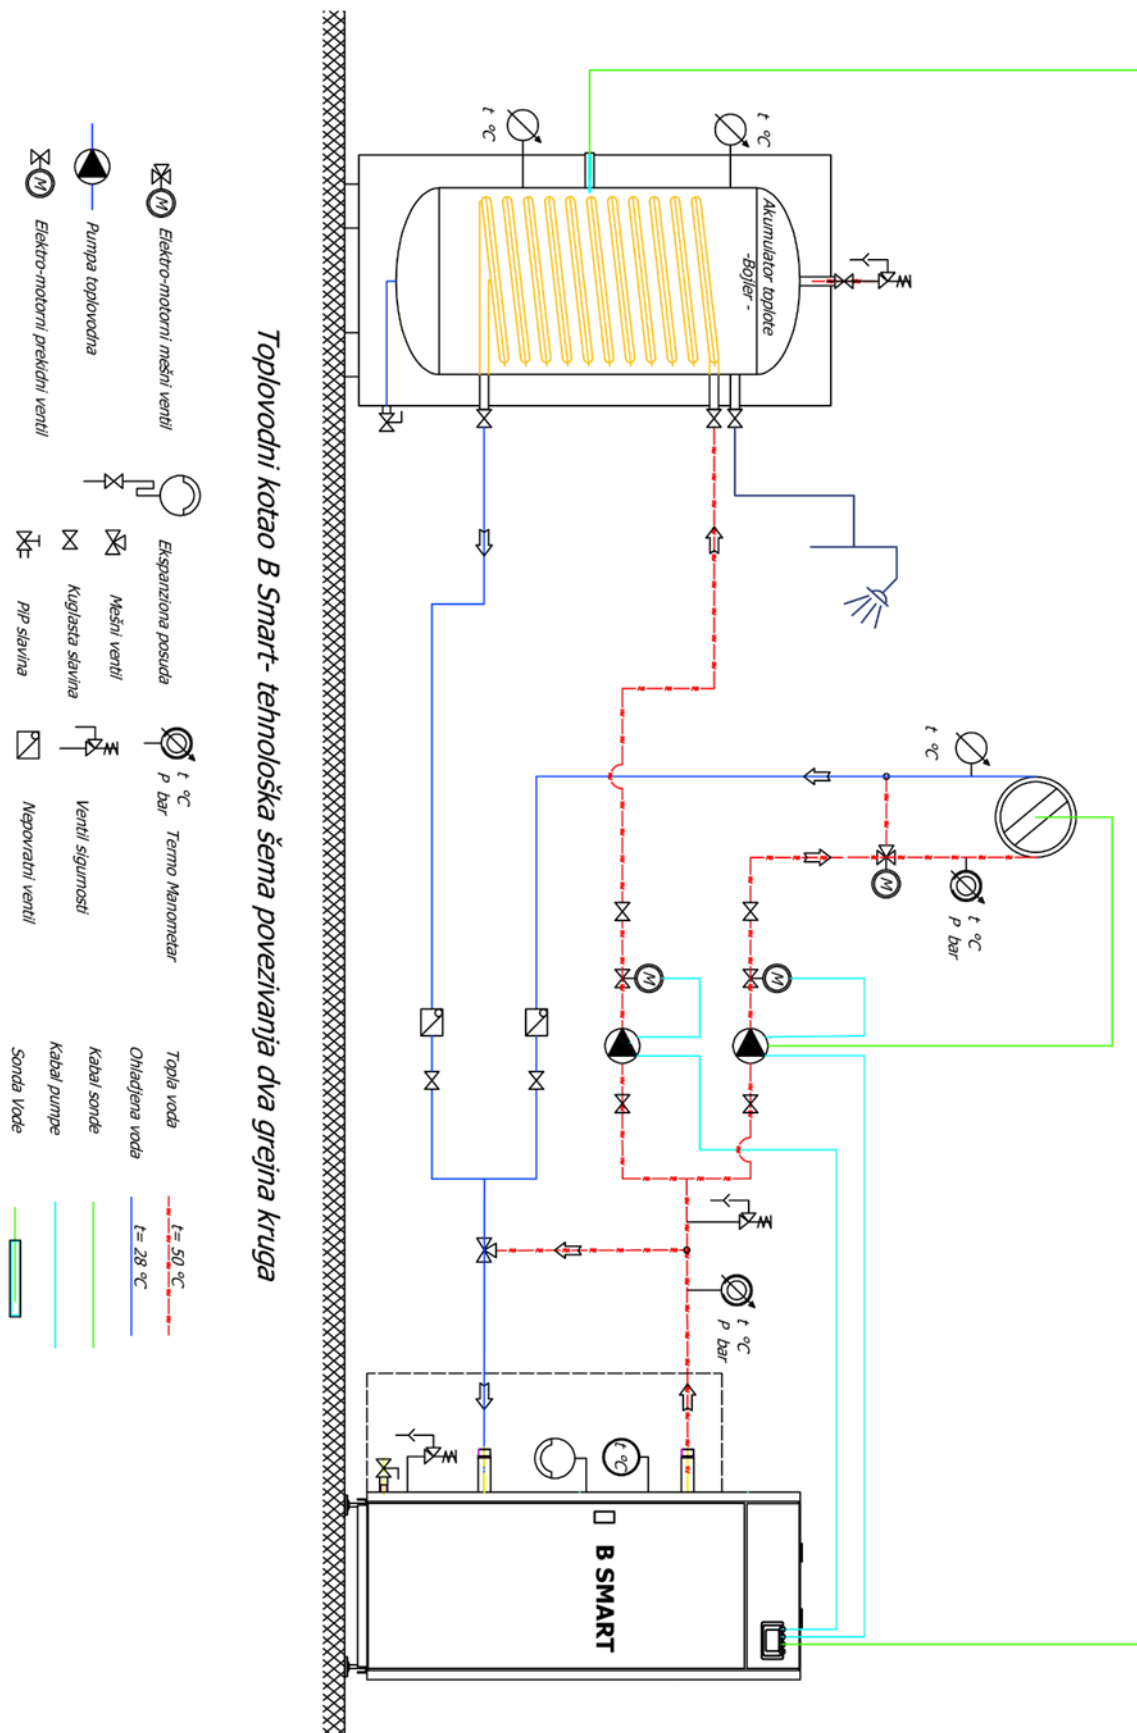 t °C
t °C
Akumulator toplote
-Bojler -
t °C
M
t °C
P bar
M
M
t °C
P bar
t °C
B SMART
Toplovodni kotao B Smart- tehnološka šema povezivanja dva grejna kruga
M
Elektro-motorni mešni ventil
Pumpa toplovodna
M
Elektro-motorni prekidni ventil
Ekspanziona posuda
Mešni ventil
Kuglasta slavina
PiP slavina
t °C
P bar
Termo Manometar
Ventil sigurnosti
Nepovratni ventil
Topla voda
t= 50 °C
Ohladjena voda
t= 28 °C
Kabal sonde
Kabal pumpe
Sonda Vode